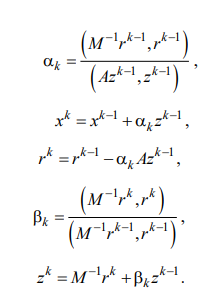 α_k = (M^{-1}r^{k-1}, r^{k-1}) / (Az^{k-1}, z^{k-1}) ,
x^k = x^{k-1} + α_k z^{k-1} ,
r^k = r^{k-1} − α_k Az^{k-1} ,
β_k = (M^{-1}r^k, r^k) / (M^{-1}r^{k-1}, r^{k-1}) ,
z^k = M^{-1}r^k + β_k z^{k-1} .